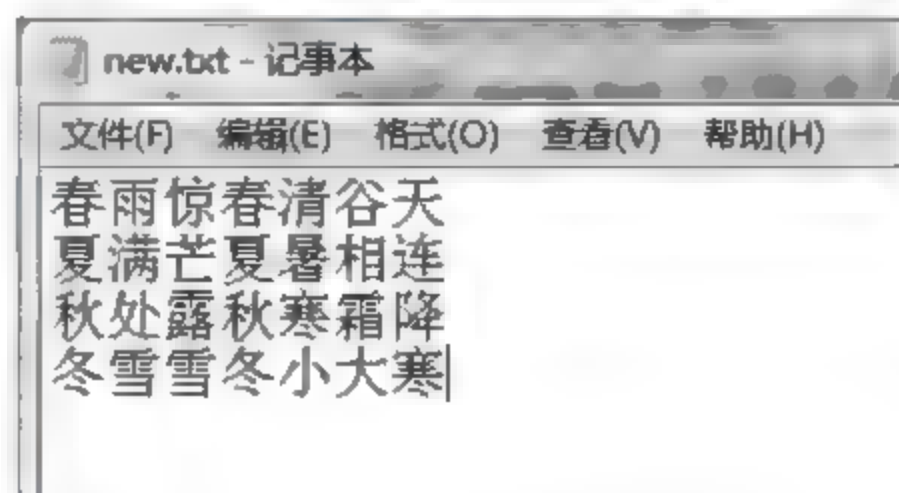 new.txt - 记事本
文件(F) 编辑(E) 格式(O) 查看(V) 帮助(H)
春雨惊春清谷天
夏满芒夏暑相连
秋处露秋寒霜降
冬雪雪冬小大寒